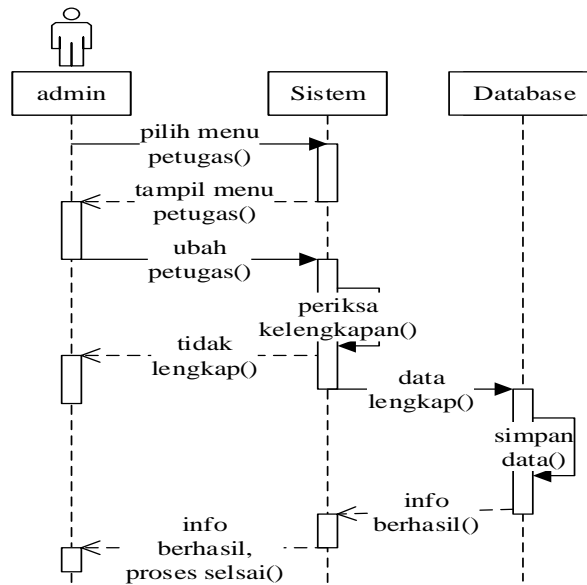 admin
Sistem
Database
pilih menu
petugas()
tampil menu
petugas()
ubah
petugas()
periksa
kelengkapan()
tidak
lengkap()
data
lengkap()
simpan
data()
info
berhasil()
info
berhasil,
proses selsai()